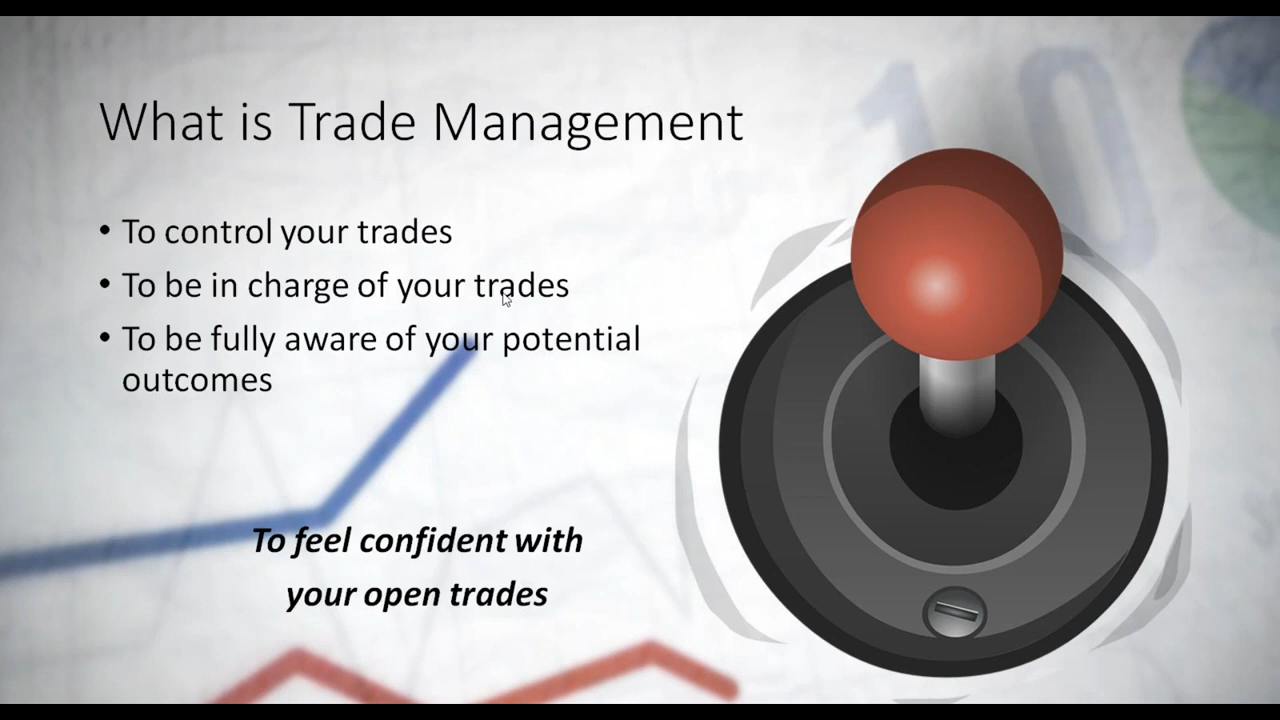 10
What is Trade Management
• To control your trades
• To be in charge of your trades
• To be fully aware of your potential
outcomes
To feel confident with
your open trades